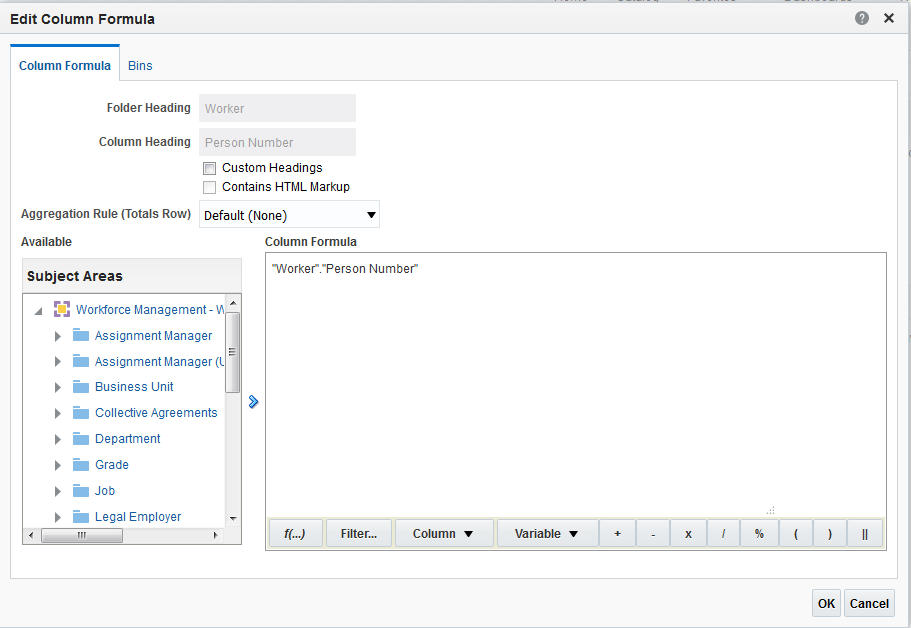 Edit Column Formula
Column Formula
Bins
Folder Heading
Worker
Column Heading
Person Number
Custom Headings
Contains HTML Markup
Aggregation Rule (Totals Row)
Default (None)
Available
Subject Areas
Workforce Management - W
Assignment Manager
Assignment Manager (U
Business Unit
Collective Agreements
Department
Grade
Job
Legal Employer
Column Formula
"Worker"."Person Number"
f(...) Filter... Column Variable + - x / % ( ) ||
OK Cancel